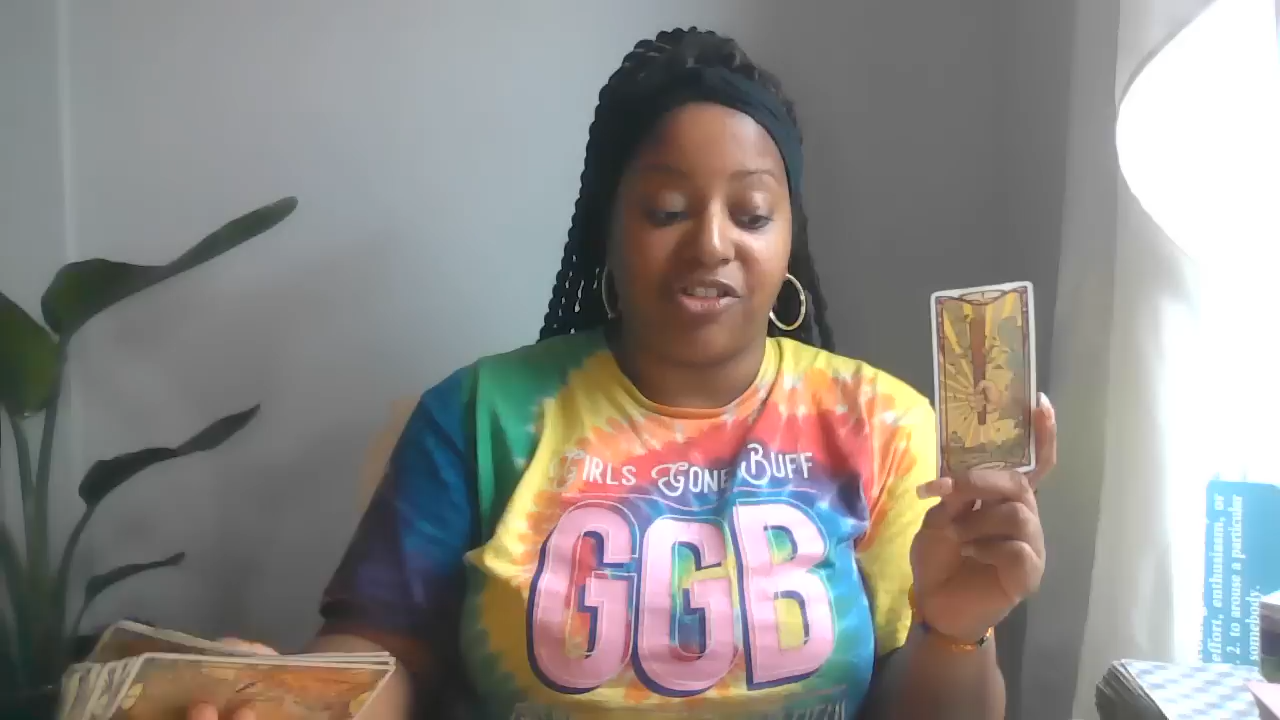 GIRLS GONE BUFF
GGB
effort, enthusiasm, or
. 2. to arouse a particular
somebody.